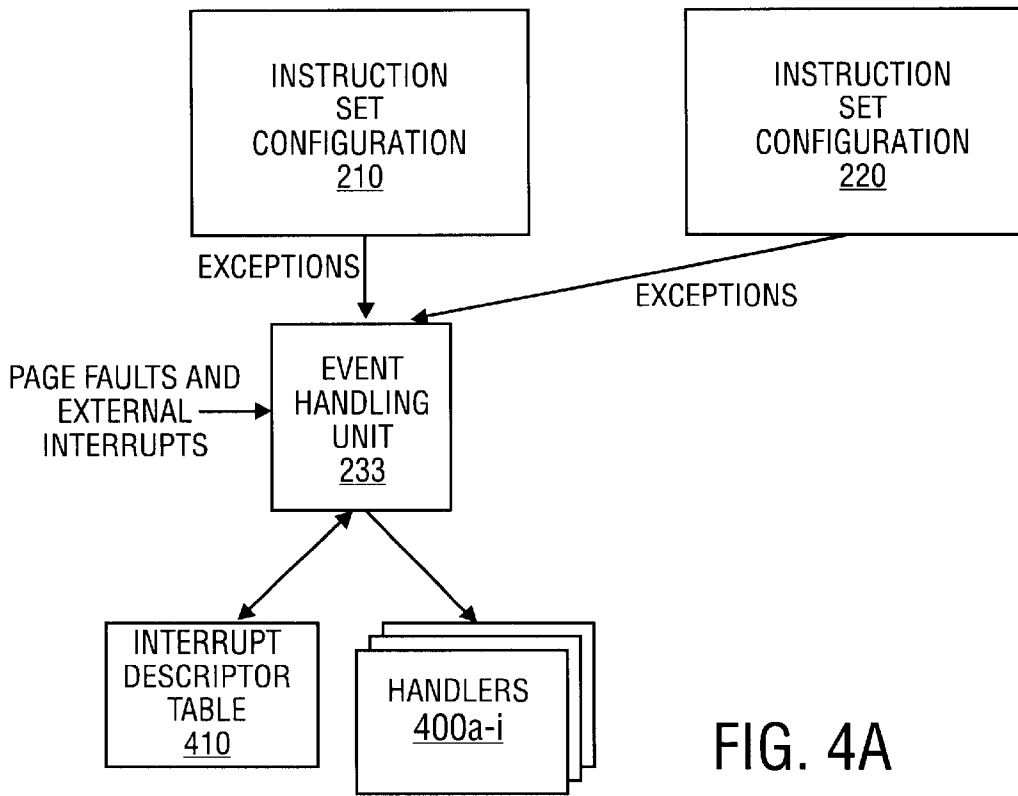 INSTRUCTION
SET
CONFIGURATION
210
INSTRUCTION
SET
CONFIGURATION
220
EXCEPTIONS
EXCEPTIONS
PAGE FAULTS AND
EXTERNAL
INTERRUPTS
EVENT
HANDLING
UNIT
233
INTERRUPT
DESCRIPTOR
TABLE
410
HANDLERS
400a-i
FIG. 4A